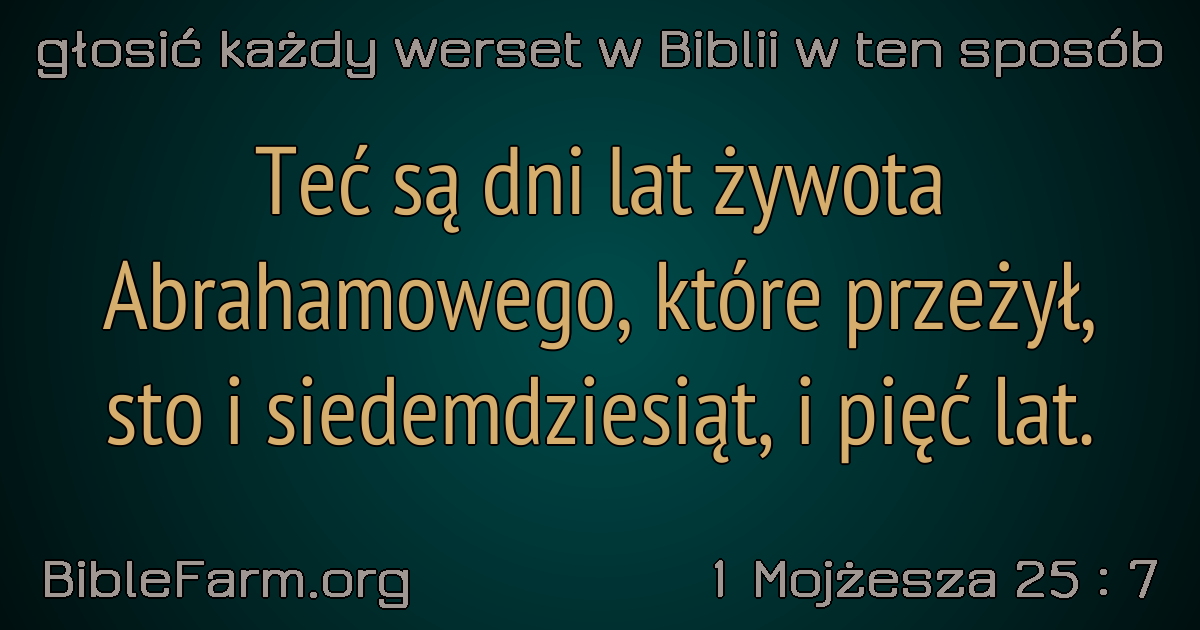 głosić każdy werset w Biblii w ten sposób
Teć są dni lat żywota
Abrahamowego, które przeżył,
sto i siedemdziesiąt, i pięć lat.
BibleFarm.org
1 Mojżesza 25 : 7